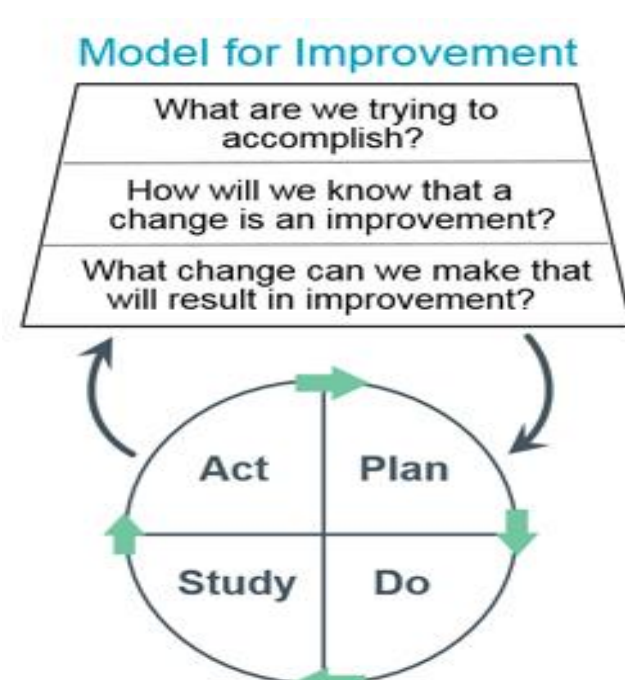 Model for Improvement
What are we trying to
accomplish?
How will we know that a
change is an improvement?
What change can we make that
will result in improvement?
Act
Plan
Study
Do